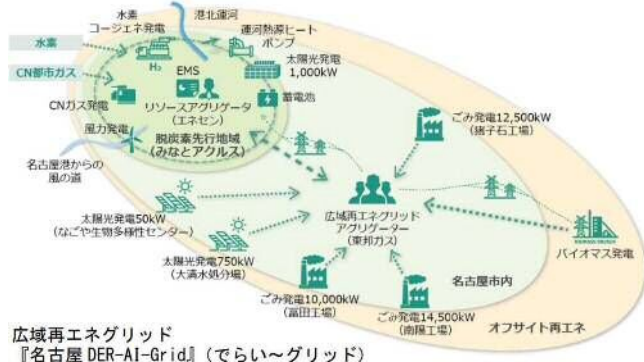 水素
コージェネ発電
港北運河
運河熱源ヒート
ポンプ
水素
H₂
太陽光発電
1,000kW
CN都市ガス
EMS
CNガス発電
リソースアグリゲータ
(エネセン)
蓄電池
風力発電
脱炭素先行地域
(みなとアクルス)
名古屋港からの
風の道
ごみ発電12,500kW
(猪子石工場)
太陽光発電50kW
(なごや生物多様性センター)
広域再エネグリッド
アグリゲーター
(東邦ガス)
バイオマス発電
太陽光発電750kW
(大清水処分場)
名古屋市内
ごみ発電10,000kW
(富田工場)
ごみ発電14,500kW
(南陽工場)
オフサイト再エネ
広域再エネグリッド
『名古屋 DER-AI-Grid』(でらい～グリッド)